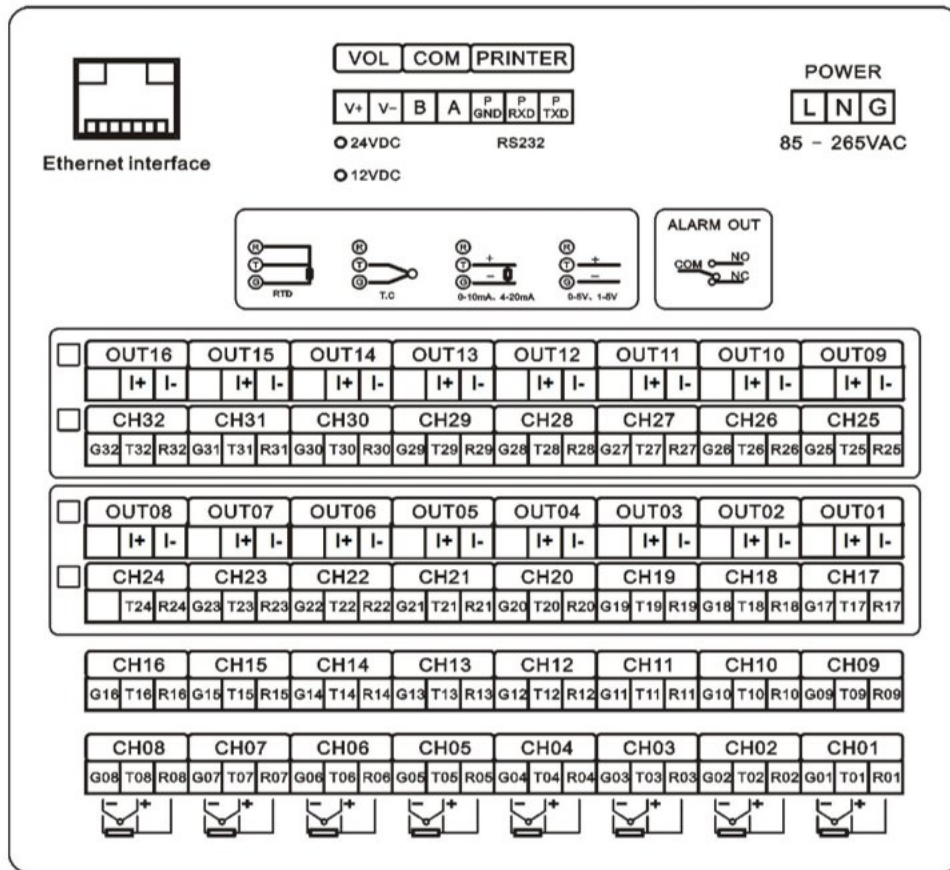 VOL COM PRINTER
POWER
V+ V- B A P GND P RXD P TXD
L N G
24VDC RS232
85 - 265VAC
Ethernet interface
12VDC
ALARM OUT
R R R R
T T + T + T
G G - G - G
RTD T.C 0-10mA、4-20mA 0-5V、1-5V
COM NO
NC
OUT16 OUT15 OUT14 OUT13 OUT12 OUT11 OUT10 OUT09
I+ I- I+ I- I+ I- I+ I- I+ I- I+ I- I+ I- I+ I-
CH32 CH31 CH30 CH29 CH28 CH27 CH26 CH25
G32 T32 R32 G31 T31 R31 G30 T30 R30 G29 T29 R29 G28 T28 R28 G27 T27 R27 G26 T26 R26 G25 T25 R25
OUT08 OUT07 OUT06 OUT05 OUT04 OUT03 OUT02 OUT01
I+ I- I+ I- I+ I- I+ I- I+ I- I+ I- I+ I- I+ I-
CH24 CH23 CH22 CH21 CH20 CH19 CH18 CH17
T24 R24 G23 T23 R23 G22 T22 R22 G21 T21 R21 G20 T20 R20 G19 T19 R19 G18 T18 R18 G17 T17 R17
CH16 CH15 CH14 CH13 CH12 CH11 CH10 CH09
G16 T16 R16 G15 T15 R15 G14 T14 R14 G13 T13 R13 G12 T12 R12 G11 T11 R11 G10 T10 R10 G09 T09 R09
CH08 CH07 CH06 CH05 CH04 CH03 CH02 CH01
G08 T08 R08 G07 T07 R07 G06 T06 R06 G05 T05 R05 G04 T04 R04 G03 T03 R03 G02 T02 R02 G01 T01 R01
- + - + - + - + - + - + - + - +